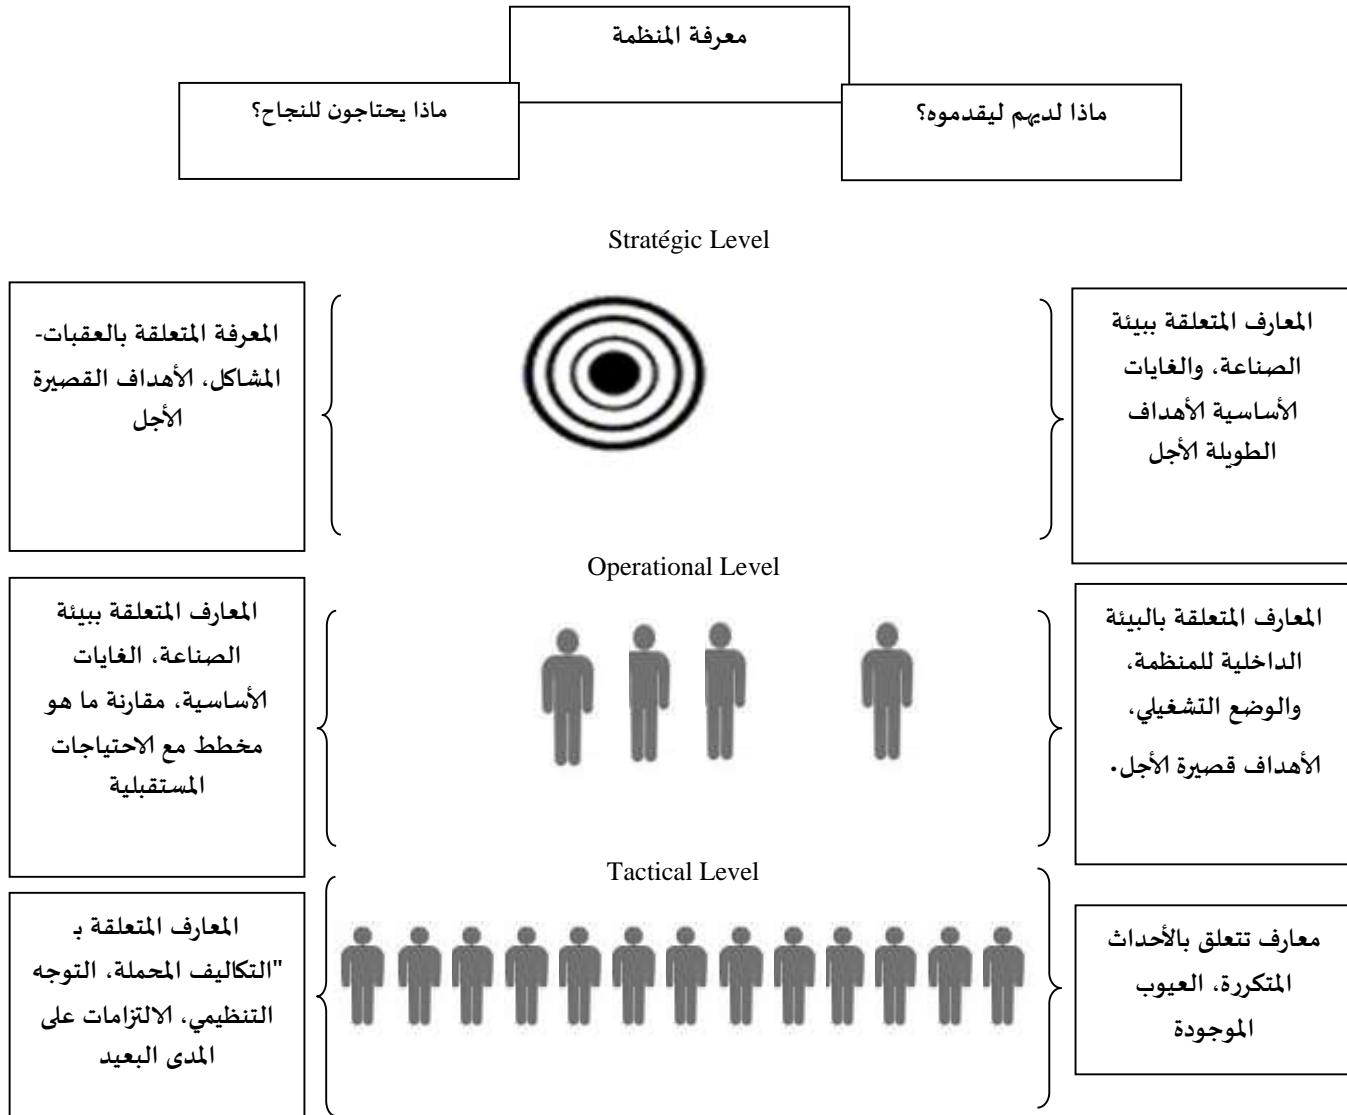 معرفة المنظمة
ماذا لديهم ليقدموه؟
ماذا يحتاجون للنجاح؟
Stratégic Level
المعارف المتعلقة ببيئة
الصناعة، والغايات
الأساسية الأهداف
الطويلة الأجل
المعرفة المتعلقة بالعقبات-
المشاكل، الأهداف القصيرة
الأجل
Operational Level
المعارف المتعلقة بالبيئة
الداخلية للمنظمة،
والوضع التشغيلي،
الأهداف قصيرة الأجل.
المعارف المتعلقة ببيئة
الصناعة، الغايات
الأساسية، مقارنة ما هو
مخطط مع الاحتياجات
المستقبلية
Tactical Level
معارف تتعلق بالأحداث
المتكررة، العيوب
الموجودة
المعارف المتعلقة بـ
"التكاليف المحملة، التوجه
التنظيمي، الالتزامات على
المدى البعيد